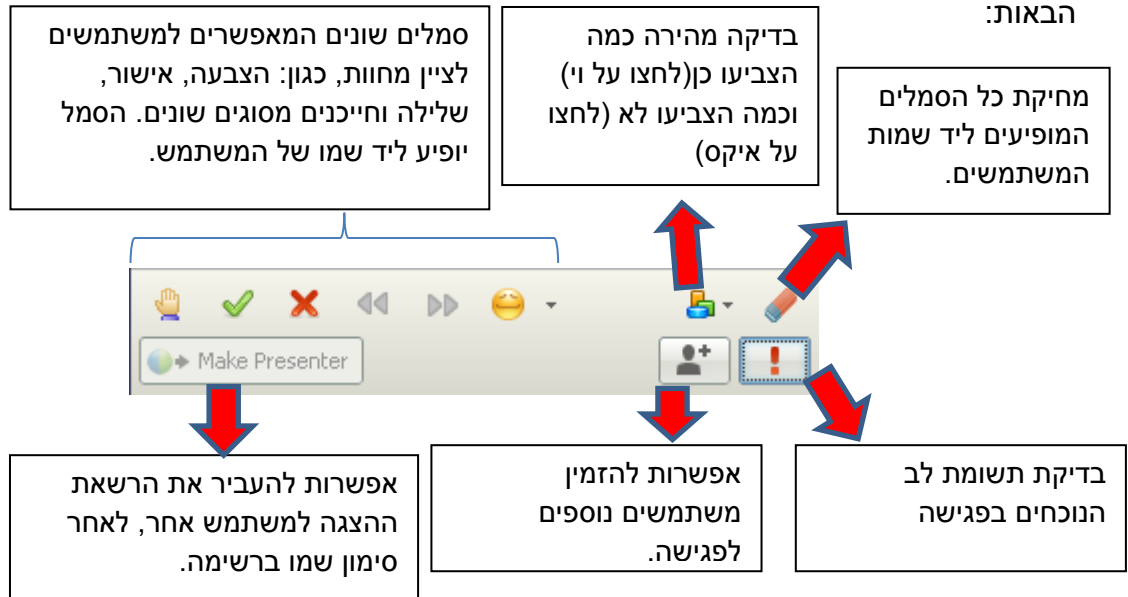 הבאות:
סמלים שונים המאפשרים למשתמשים
לציין מחוות, כגון: הצבעה, אישור,
שלילה וחייכנים מסוגים שונים. הסמל
יופיע ליד שמו של המשתמש.
בדיקה מהירה כמה
הצביעו כן(לחצו על וי)
וכמה הצביעו לא (לחצו
על איקס)
מחיקת כל הסמלים
המופיעים ליד שמות
המשתמשים.
Make Presenter
אפשרות להעביר את הרשאת
ההצגה למשתמש אחר, לאחר
סימון שמו ברשימה.
אפשרות להזמין
משתמשים נוספים
לפגישה.
בדיקת תשומת לב
הנוכחים בפגישה